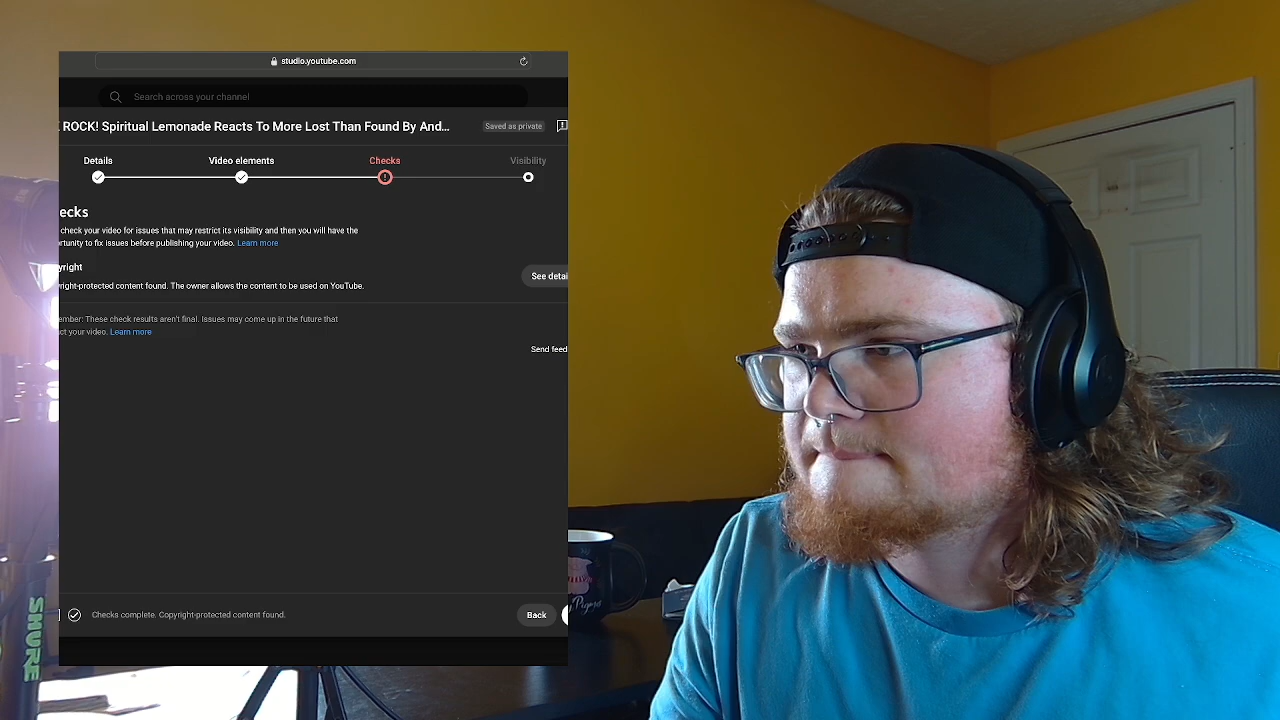 studio.youtube.com
Search across your channel
ROCK! Spiritual Lemonade Reacts To More Lost Than Found By And...
Saved as private
Details
Video elements
Checks
Visibility
ecks
check your video for issues that may restrict its visibility and then you will have the
rtunity to fix issues before publishing your video. Learn more
yright
right-protected content found. The owner allows the content to be used on YouTube.
See detai
ember: These check results aren't final. Issues may come up in the future that
ct your video. Learn more
Send feed
Checks complete. Copyright-protected content found.
Back
SHURE